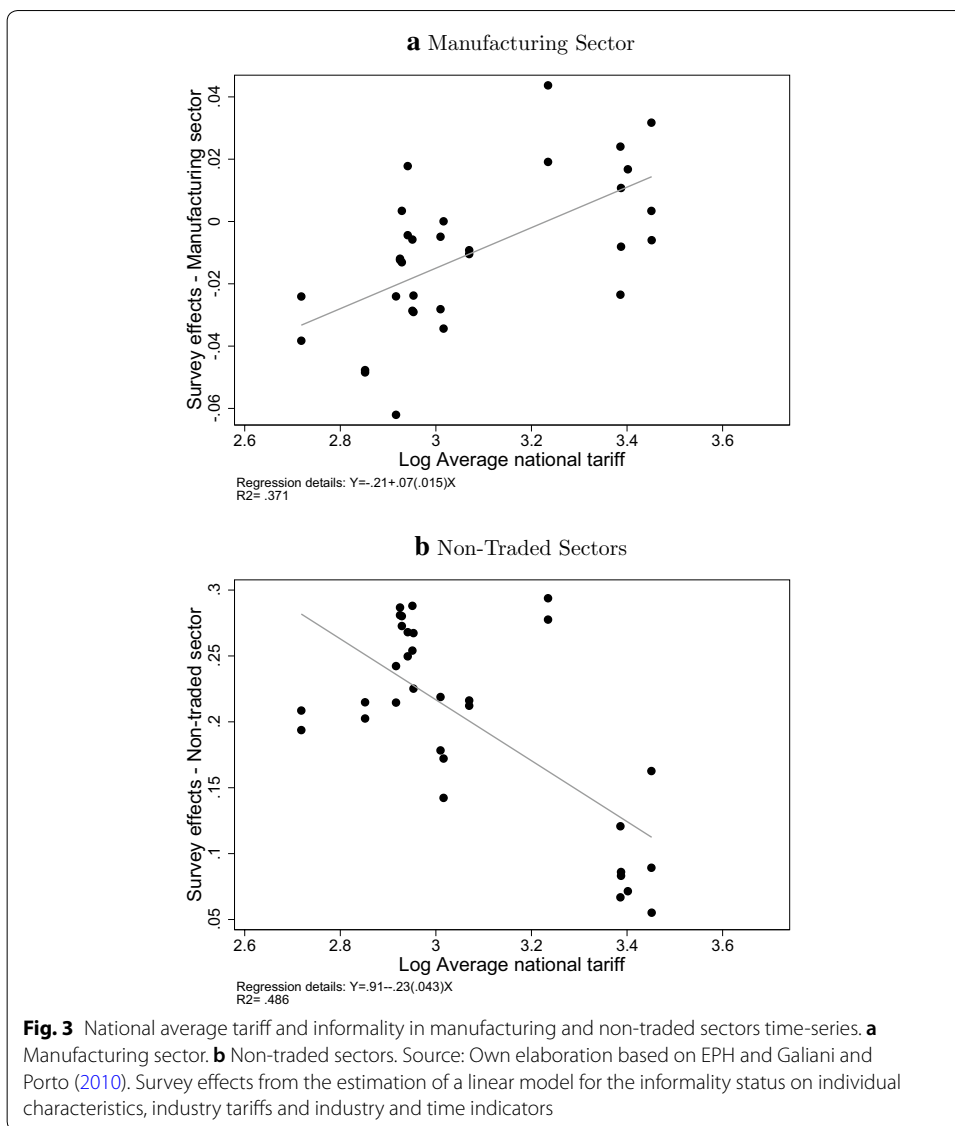 a Manufacturing Sector
Survey effects - Manufacturing sector
.04
.02
0
-.02
-.04
-.06
2.6 2.8 3 3.2 3.4 3.6
Log Average national tariff
Regression details: Y=-.21+.07(.015)X
R2= .371
b Non-Traded Sectors
Survey effects - Non-traded sector
.3
.25
.2
.15
.1
.05
2.6 2.8 3 3.2 3.4 3.6
Log Average national tariff
Regression details: Y=.91--.23(.043)X
R2= .486
Fig. 3 National average tariff and informality in manufacturing and non-traded sectors time-series. a
Manufacturing sector. b Non-traded sectors. Source: Own elaboration based on EPH and Galiani and
Porto (2010). Survey effects from the estimation of a linear model for the informality status on individual
characteristics, industry tariffs and industry and time indicators